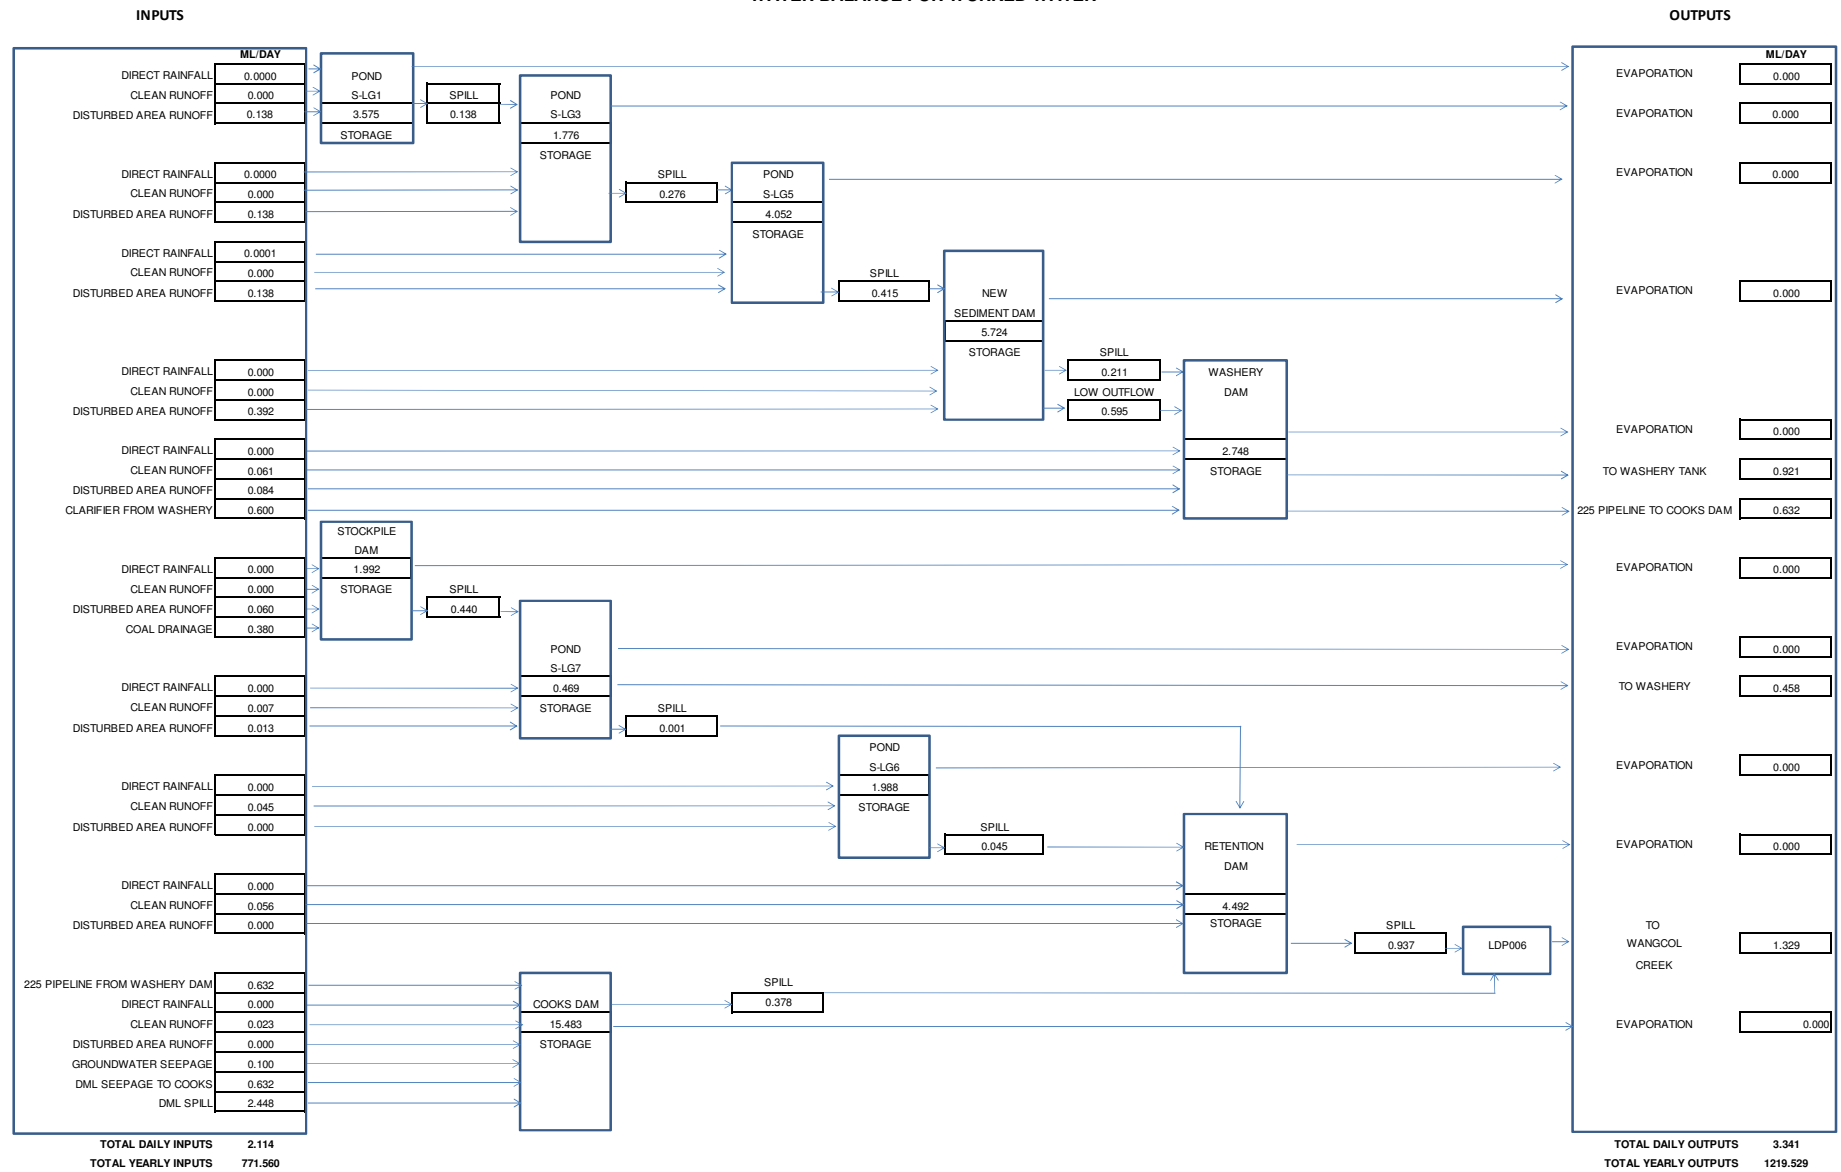 INPUTS
OUTPUTS
ML/DAY
ML/DAY
DIRECT RAINFALL 0.0000
CLEAN RUNOFF 0.000
DISTURBED AREA RUNOFF 0.138
POND
S-LG1
3.575
STORAGE
SPILL
0.138
POND
S-LG3
1.776
STORAGE
EVAPORATION 0.000
EVAPORATION 0.000
DIRECT RAINFALL 0.0000
CLEAN RUNOFF 0.000
DISTURBED AREA RUNOFF 0.138
SPILL
0.276
POND
S-LG5
4.052
STORAGE
EVAPORATION 0.000
DIRECT RAINFALL 0.0001
CLEAN RUNOFF 0.000
DISTURBED AREA RUNOFF 0.138
SPILL
0.415
NEW
SEDIMENT DAM
5.724
STORAGE
EVAPORATION 0.000
DIRECT RAINFALL 0.000
CLEAN RUNOFF 0.000
DISTURBED AREA RUNOFF 0.392
SPILL
0.211
LOW OUTFLOW
0.595
WASHERY
DAM
2.748
STORAGE
DIRECT RAINFALL 0.000
CLEAN RUNOFF 0.061
DISTURBED AREA RUNOFF 0.084
CLARIFIER FROM WASHERY 0.600
EVAPORATION 0.000
TO WASHERY TANK 0.921
225 PIPELINE TO COOKS DAM 0.632
STOCKPILE
DAM
1.992
STORAGE
DIRECT RAINFALL 0.000
CLEAN RUNOFF 0.000
DISTURBED AREA RUNOFF 0.060
COAL DRAINAGE 0.380
SPILL
0.440
EVAPORATION 0.000
POND
S-LG7
0.469
STORAGE
EVAPORATION 0.000
TO WASHERY 0.458
DIRECT RAINFALL 0.000
CLEAN RUNOFF 0.007
DISTURBED AREA RUNOFF 0.013
SPILL
0.001
POND
S-LG6
1.988
STORAGE
EVAPORATION 0.000
DIRECT RAINFALL 0.000
CLEAN RUNOFF 0.045
DISTURBED AREA RUNOFF 0.000
SPILL
0.045
RETENTION
DAM
4.492
STORAGE
EVAPORATION 0.000
DIRECT RAINFALL 0.000
CLEAN RUNOFF 0.056
DISTURBED AREA RUNOFF 0.000
SPILL
0.937
LDP006
TO
WANGCOL
CREEK
1.329
225 PIPELINE FROM WASHERY DAM 0.632
DIRECT RAINFALL 0.000
CLEAN RUNOFF 0.023
DISTURBED AREA RUNOFF 0.000
GROUNDWATER SEEPAGE 0.100
DML SEEPAGE TO COOKS 0.632
DML SPILL 2.448
COOKS DAM
15.483
STORAGE
SPILL
0.378
EVAPORATION 0.000
TOTAL DAILY INPUTS 2.114
TOTAL YEARLY INPUTS 771.560
TOTAL DAILY OUTPUTS 3.341
TOTAL YEARLY OUTPUTS 1219.529